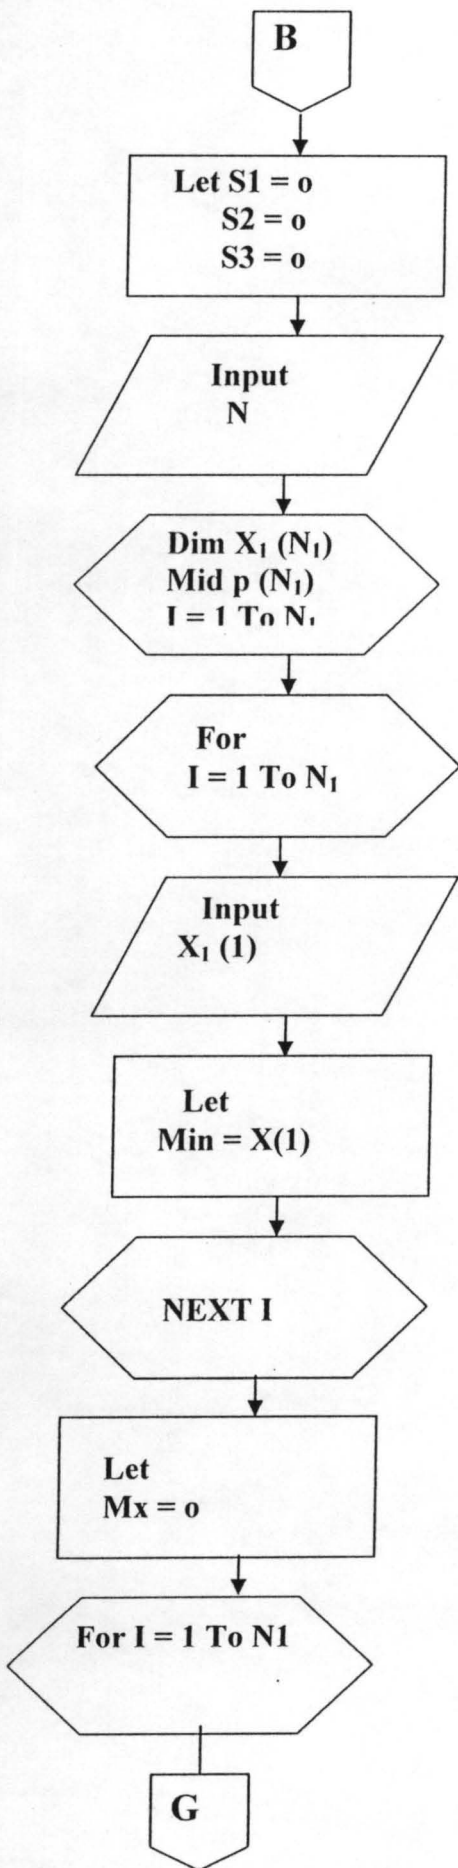 B
Let S1 = o
S2 = o
S3 = o
Input
N
Dim X₁ (N₁)
Mid p (N₁)
I = 1 To N₁
For
I = 1 To N₁
Input
X₁ (1)
Let
Min = X(1)
NEXT I
Let
Mx = o
For I = 1 To N1
G